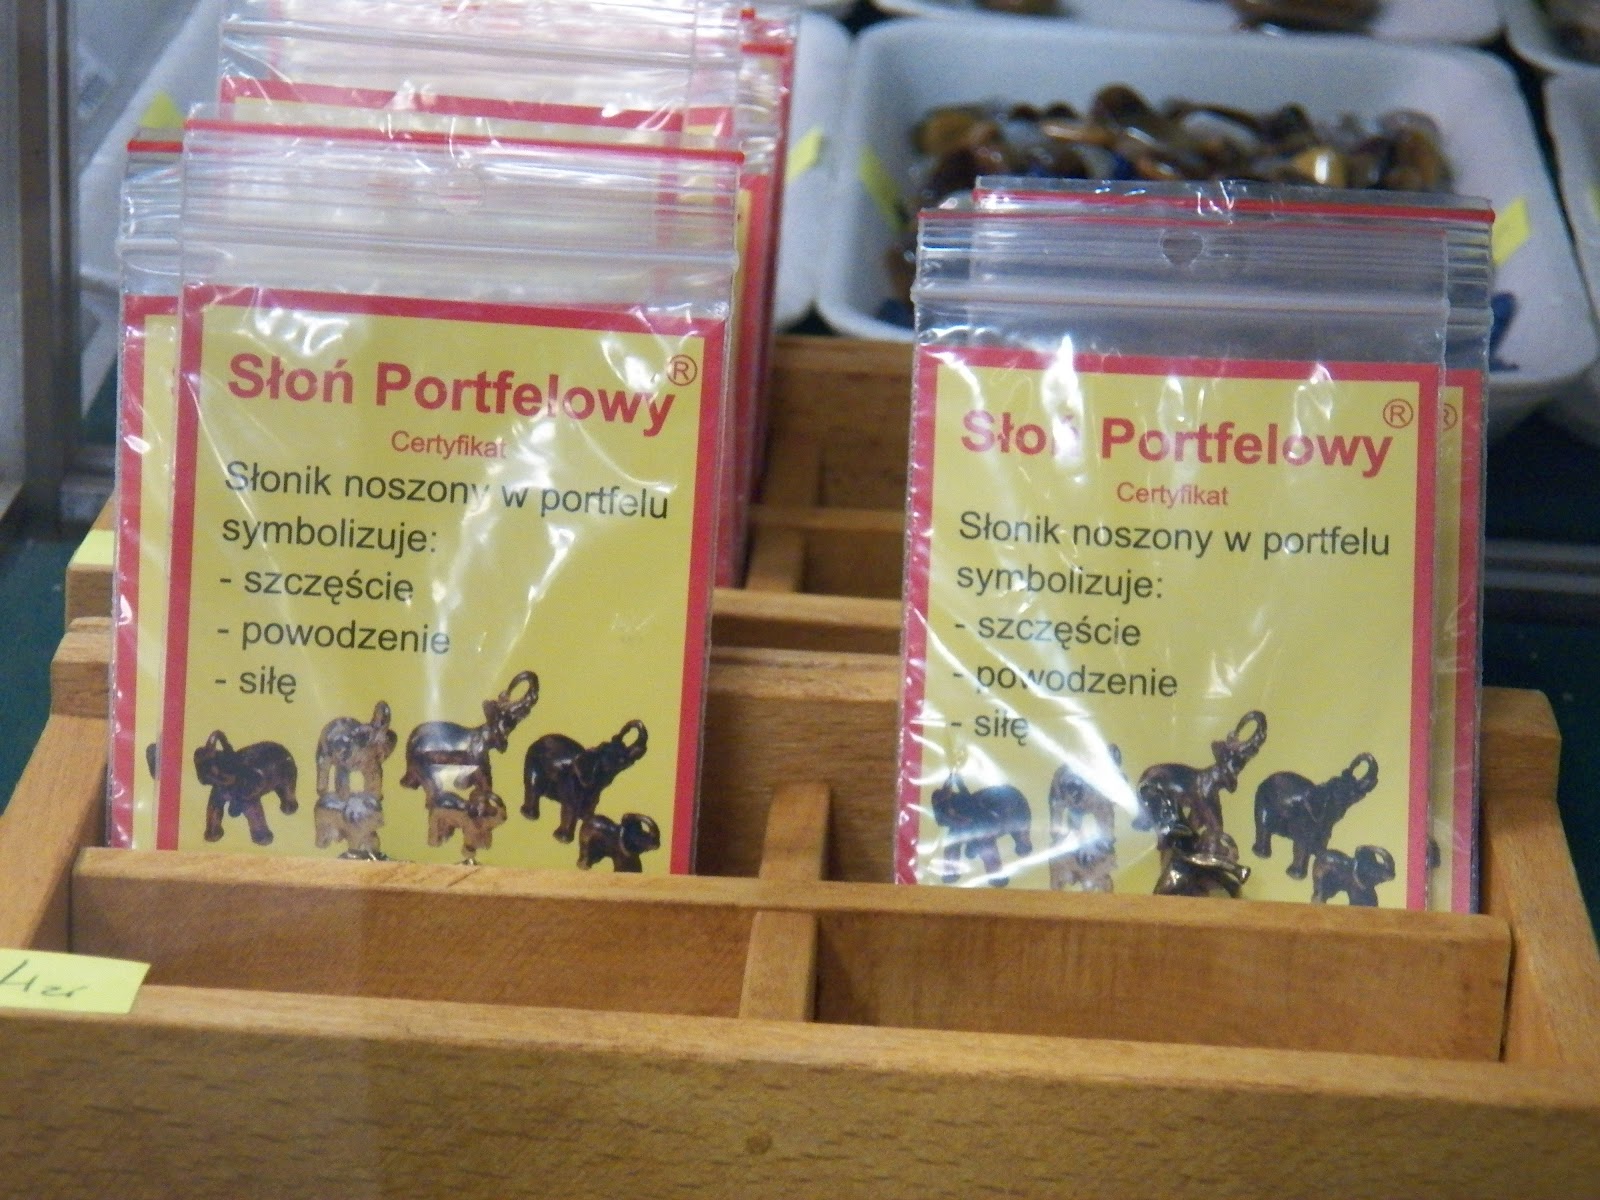 Słoń Portfelowy®
Certyfikat
Słonik noszony w portfelu
symbolizuje:
- szczęście
- powodzenie
- siłę
Słoń Portfelowy®
Certyfikat
Słonik noszony w portfelu
symbolizuje:
- szczęście
- powodzenie
- siłę
®